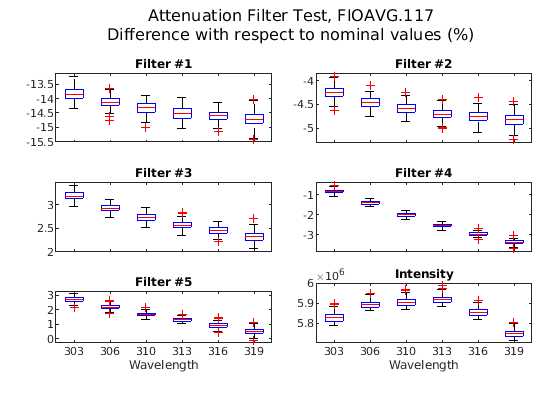 Attenuation Filter Test, FIOAVG.117
Difference with respect to nominal values (%)
Filter #1
-13.5
-14
-14.5
-15
-15.5
Filter #2
-4
-4.5
-5
Filter #3
3
2.5
2
Filter #4
-1
-2
-3
Filter #5
3
2
1
0
303 306 310 313 316 319
Wavelength
Intensity
×10^6
6
5.9
5.8
303 306 310 313 316 319
Wavelength